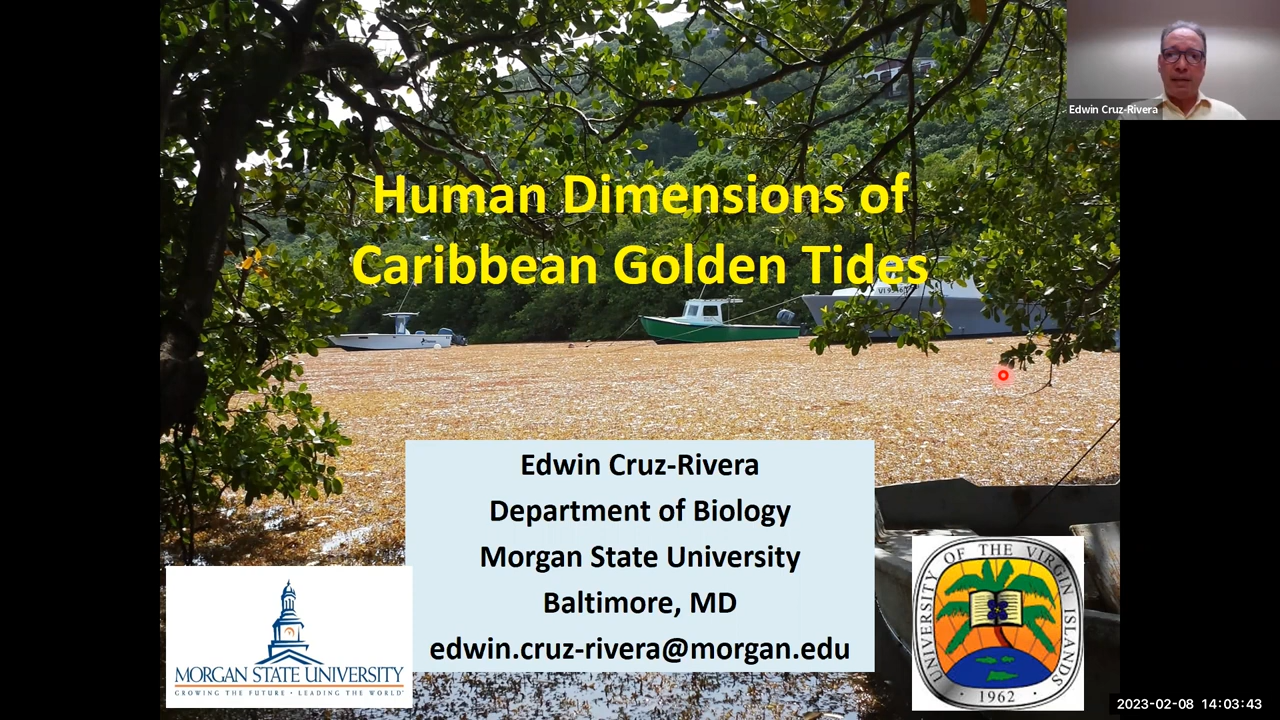 Edwin Cruz-Rivera
Human Dimensions of
Caribbean Golden Tides
Edwin Cruz-Rivera
Department of Biology
Morgan State University
Baltimore, MD
edwin.cruz-rivera@morgan.edu
MORGAN STATE UNIVERSITY
GROWING THE FUTURE • LEADING THE WORLD
UNIVERSITY OF THE VIRGIN ISLANDS
• 1962 •
2023-02-08 14:03:43